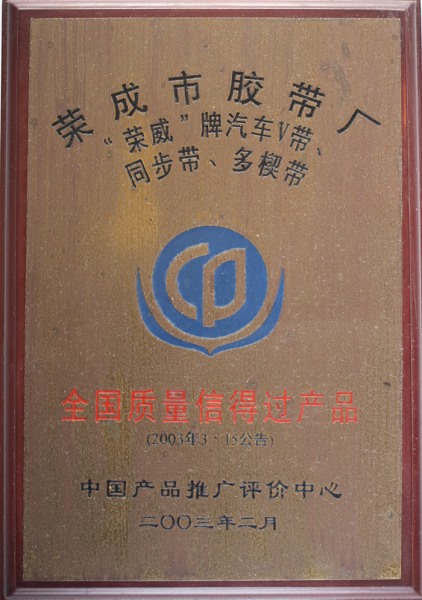 荣成市胶带厂
“荣威”牌汽车V带、
同步带、多楔带
CP
全国质量信得过产品
(2003年3·15公告)
中国产品推广评价中心
二〇〇三年二月